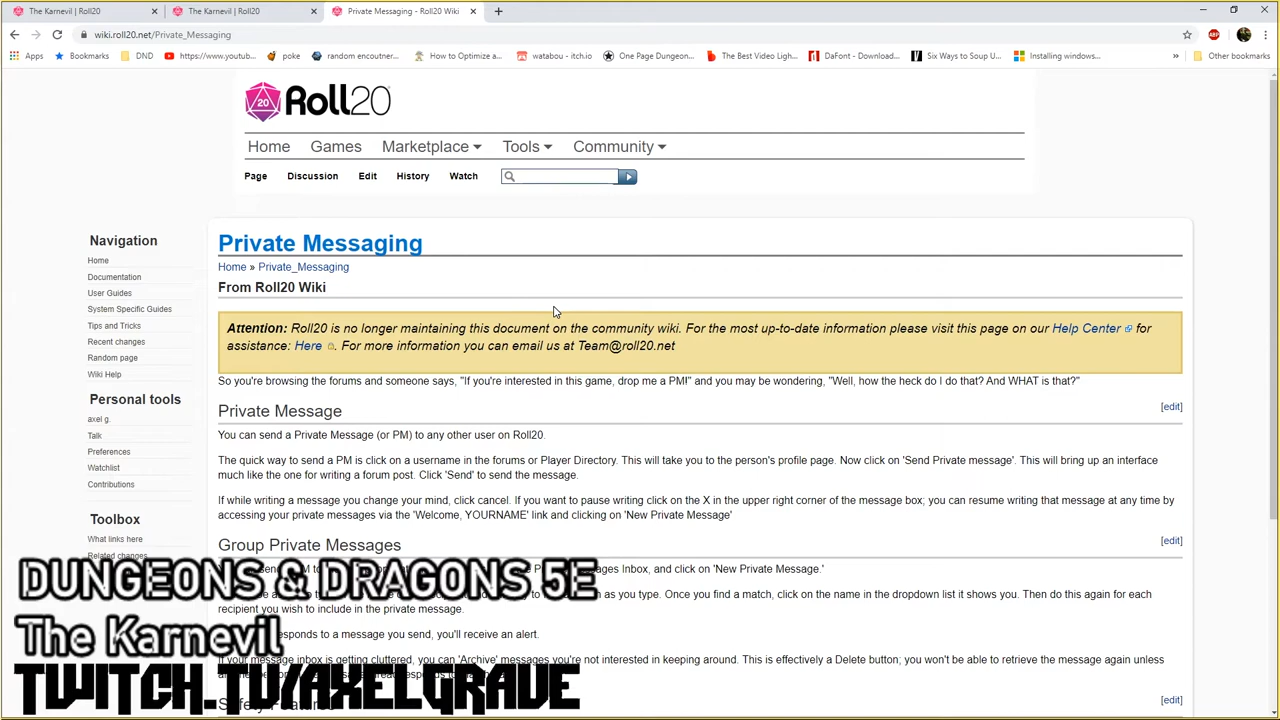 The Karnevil | Roll20
The Karnevil | Roll20
Private Messaging - Roll20 Wiki
wiki.roll20.net/Private_Messaging
Apps
Bookmarks
DND
https://www.youtub...
poke
random encoutner...
How to Optimize a...
watabou - itch.io
One Page Dungeon...
The Best Video Ligh...
DaFont - Download...
Six Ways to Soup U...
Installing windows...
Other bookmarks
20 Roll20
Home Games Marketplace Tools Community
Page Discussion Edit History Watch
Navigation
Home
Documentation
User Guides
System Specific Guides
Tips and Tricks
Recent changes
Random page
Wiki Help
Personal tools
axel g.
Talk
Preferences
Watchlist
Contributions
Toolbox
What links here
Related changes
Private Messaging
Home » Private_Messaging
From Roll20 Wiki
Attention: Roll20 is no longer maintaining this document on the community wiki. For the most up-to-date information please visit this page on our Help Center for
assistance: Here . For more information you can email us at Team@roll20.net
So you're browsing the forums and someone says, "If you're interested in this game, drop me a PM!" and you may be wondering, "Well, how the heck do I do that? And WHAT is that?"
Private Message [edit]
You can send a Private Message (or PM) to any other user on Roll20.
The quick way to send a PM is click on a username in the forums or Player Directory. This will take you to the person's profile page. Now click on 'Send Private message'. This will bring up an interface
much like the one for writing a forum post. Click 'Send' to send the message.
If while writing a message you change your mind, click cancel. If you want to pause writing click on the X in the upper right corner of the message box; you can resume writing that message at any time by
accessing your private messages via the 'Welcome, YOURNAME' link and clicking on 'New Private Message'
Group Private Messages [edit]
Messages Inbox, and click on 'New Private Message.'
as you type. Once you find a match, click on the name in the dropdown list it shows you. Then do this again for each
recipient you wish to include in the private message.
responds to a message you send, you'll receive an alert.
If your message inbox is getting cluttered, you can 'Archive' messages you're not interested in keeping around. This is effectively a Delete button; you won't be able to retrieve the message again unless
Safety Features [edit]
DUNGEONS & DRAGONS 5E
The Karnevil
TWITCH.TV/AXELGRAVE